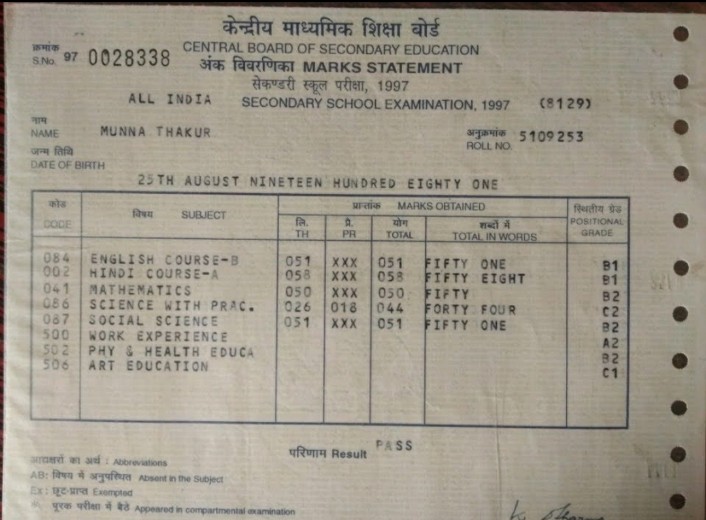 केन्द्रीय माध्यमिक शिक्षा बोर्ड
क्रमांक
S.No. 97 0028338 CENTRAL BOARD OF SECONDARY EDUCATION
अंक विवरणिका MARKS STATEMENT
सेकण्डरी स्कूल परीक्षा, 1997
ALL INDIA SECONDARY SCHOOL EXAMINATION, 1997 (8129)
नाम
NAME MUNNA THAKUR अनुक्रमांक ROLL NO. 5109253
जन्म तिथि
DATE OF BIRTH
25TH AUGUST NINETEEN HUNDRED EIGHTY ONE
कोड CODE विषय SUBJECT प्राप्तांक MARKS OBTAINED स्थितीय ग्रेड POSITIONAL GRADE
लि. TH प्रै. PR योग TOTAL शब्दों में TOTAL IN WORDS
084 ENGLISH COURSE-B 051 XXX 051 FIFTY ONE B1
002 HINDI COURSE-A 058 XXX 058 FIFTY EIGHT B1
041 MATHEMATICS 050 XXX 050 FIFTY B2
086 SCIENCE WITH PRAC. 026 018 044 FORTY FOUR C2
087 SOCIAL SCIENCE 051 XXX 051 FIFTY ONE B2
500 WORK EXPERIENCE A2
502 PHY & HEALTH EDUCA B2
506 ART EDUCATION C1
परिणाम Result PASS
आद्याक्षरों का अर्थ : Abbreviations
AB: विषय में अनुपस्थित Absent in the Subject
Ex : छूट-प्राप्त Exempted
पूरक परीक्षा में बैठे Appeared in compartmental examination